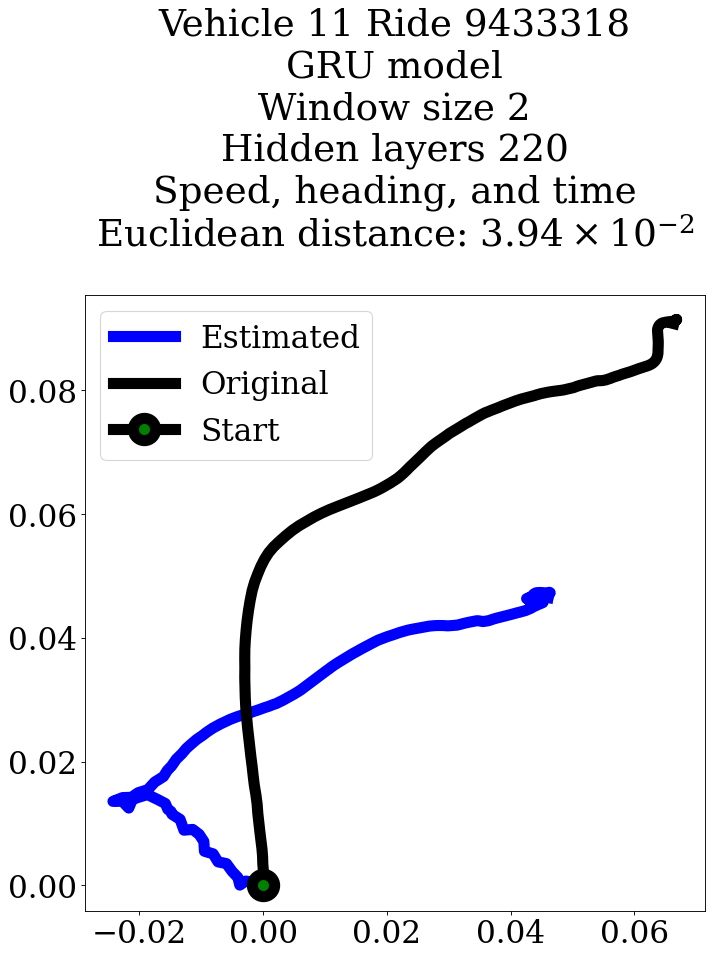 Vehicle 11 Ride 9433318
GRU model
Window size 2
Hidden layers 220
Speed, heading, and time
Euclidean distance: 3.94 × 10⁻²
Estimated
Original
Start
0.08
0.06
0.04
0.02
0.00
−0.02 0.00 0.02 0.04 0.06